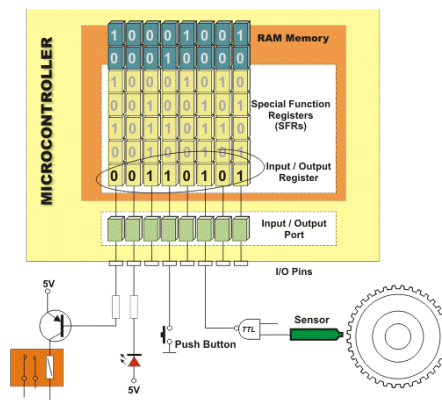 MICROCONTROLLER
1 0 0 0 1 0 0 1
RAM Memory
0 0 0 1 0 0 0 0
Special Function
Registers
(SFRs)
Input / Output
Register
0 0 1 1 0 1 0 1
Input / Output
Port
I/O Pins
5V
Push Button
TTL
Sensor
5V